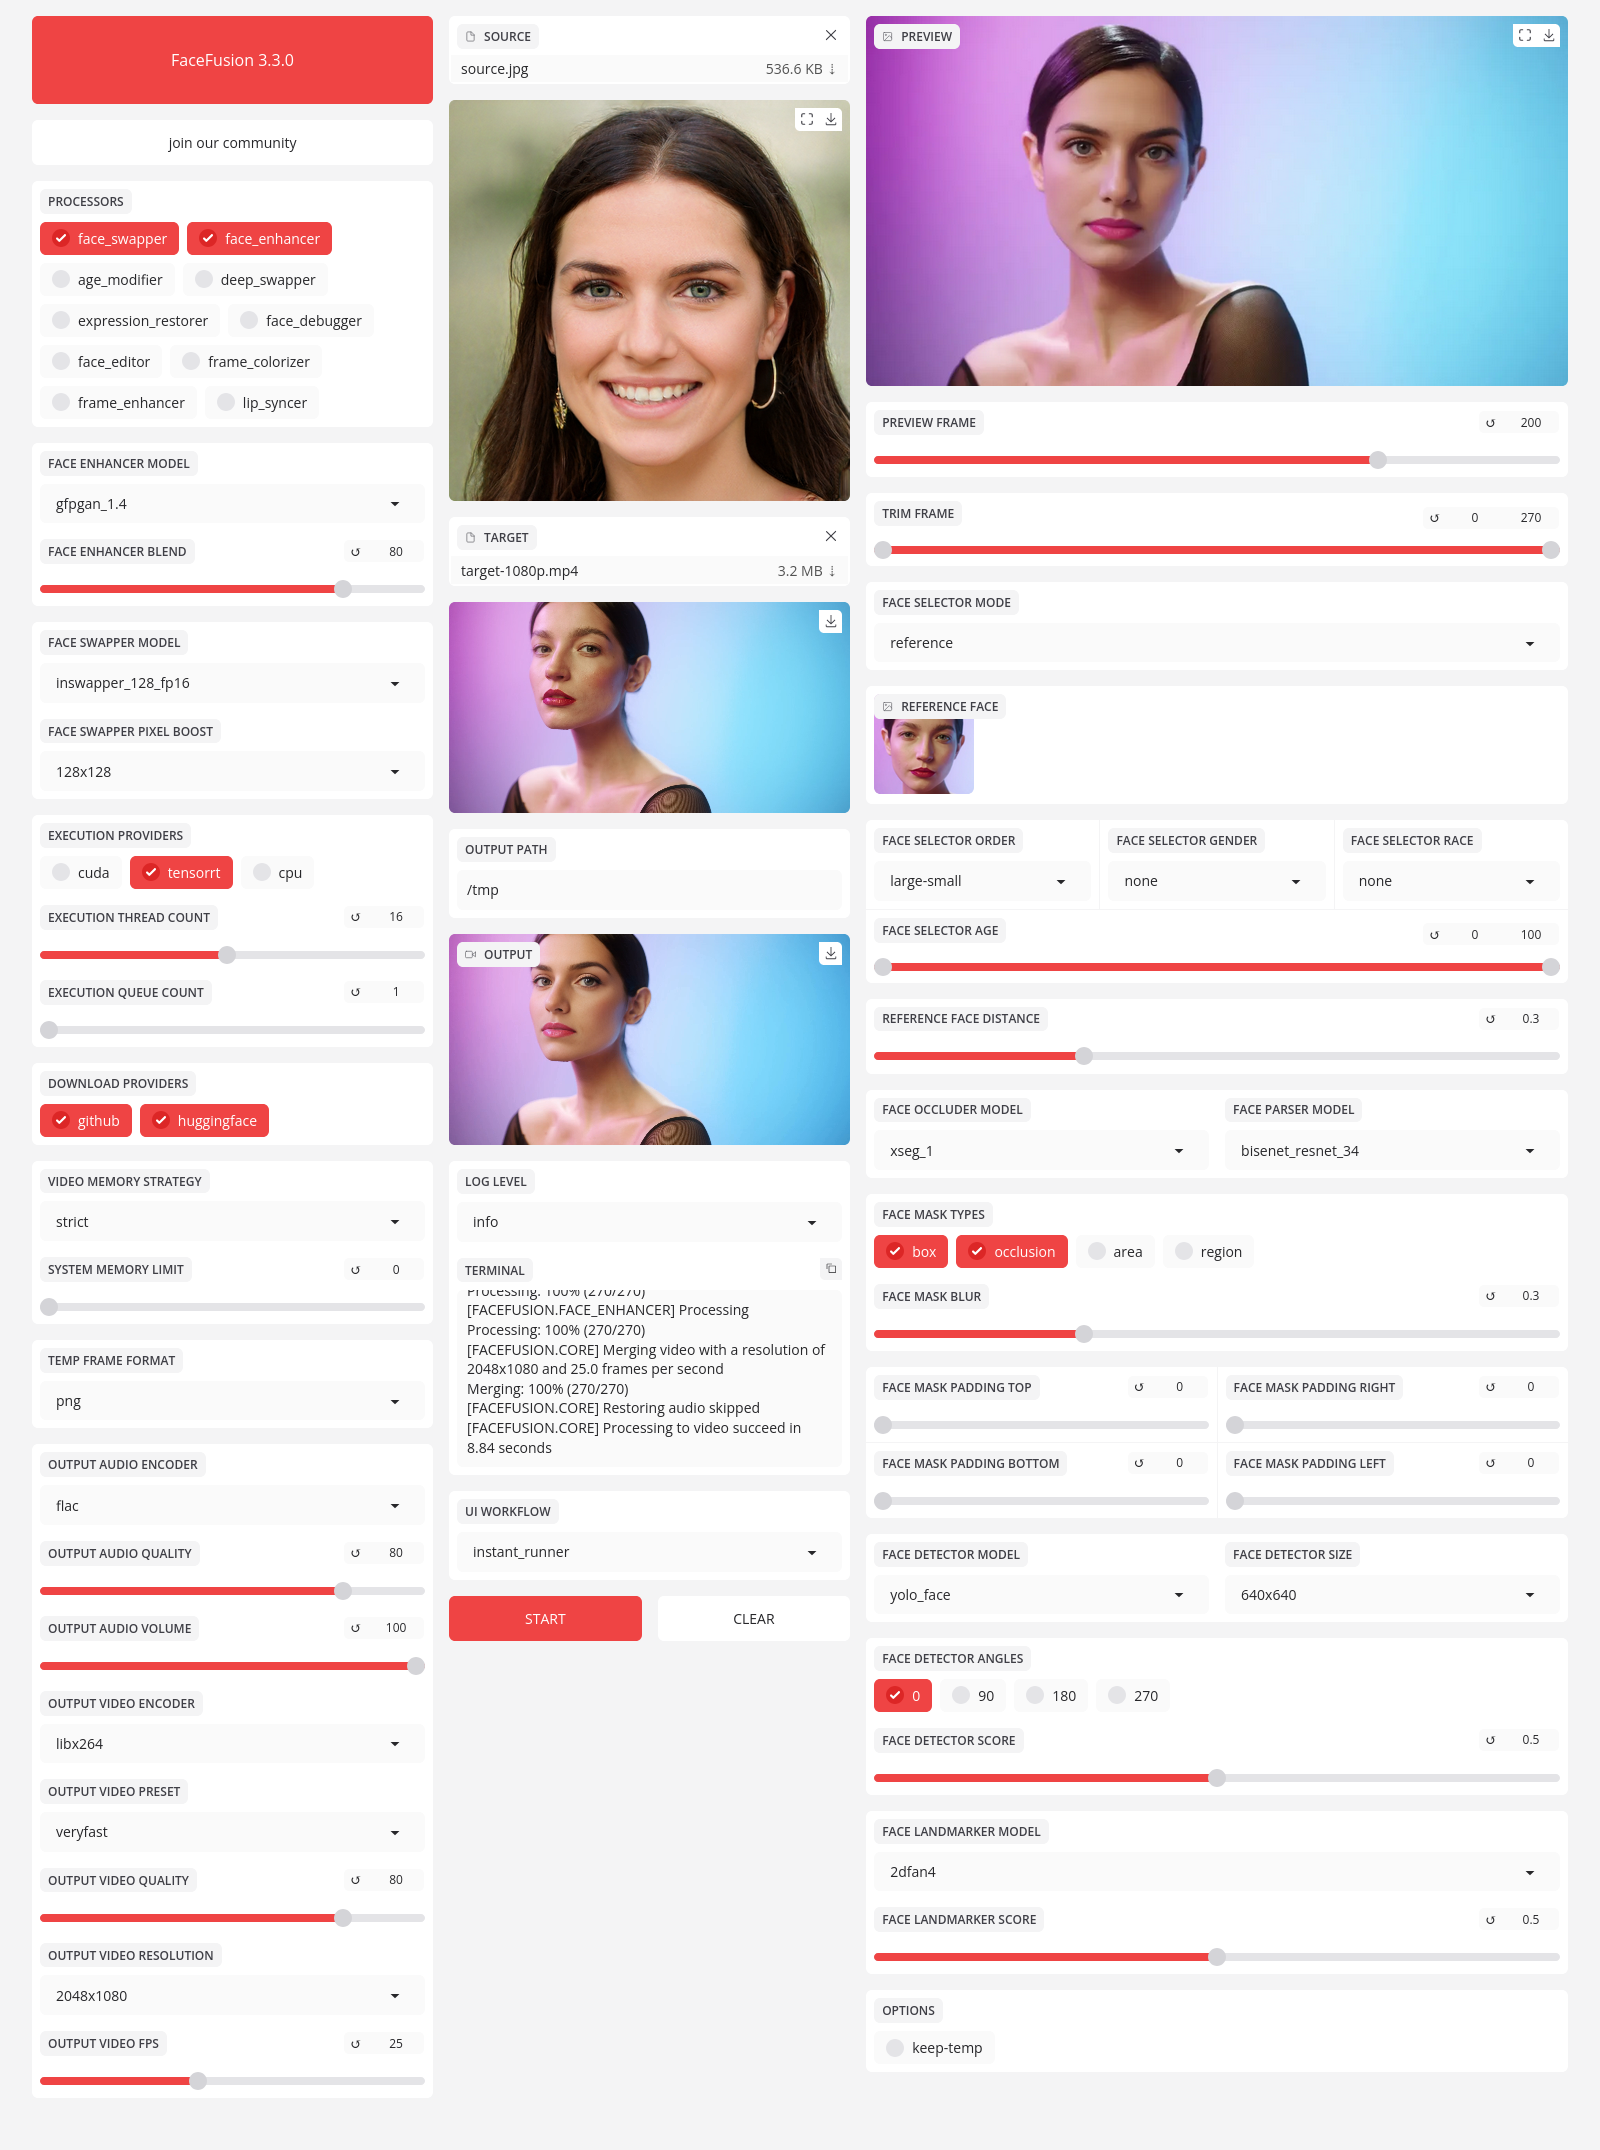 FaceFusion 3.3.0
join our community
PROCESSORS
face_swapper face_enhancer
age_modifier deep_swapper
expression_restorer face_debugger
face_editor frame_colorizer
frame_enhancer lip_syncer
FACE ENHANCER MODEL
gfpgan_1.4
FACE ENHANCER BLEND ↺ 80
FACE SWAPPER MODEL
inswapper_128_fp16
FACE SWAPPER PIXEL BOOST
128x128
EXECUTION PROVIDERS
cuda tensorrt cpu
EXECUTION THREAD COUNT ↺ 16
EXECUTION QUEUE COUNT ↺ 1
DOWNLOAD PROVIDERS
github huggingface
VIDEO MEMORY STRATEGY
strict
SYSTEM MEMORY LIMIT ↺ 0
TEMP FRAME FORMAT
png
OUTPUT AUDIO ENCODER
flac
OUTPUT AUDIO QUALITY ↺ 80
OUTPUT AUDIO VOLUME ↺ 100
OUTPUT VIDEO ENCODER
libx264
OUTPUT VIDEO PRESET
veryfast
OUTPUT VIDEO QUALITY ↺ 80
OUTPUT VIDEO RESOLUTION
2048x1080
OUTPUT VIDEO FPS ↺ 25
SOURCE
source.jpg 536.6 KB ↓
TARGET
target-1080p.mp4 3.2 MB ↓
OUTPUT PATH
/tmp
OUTPUT
LOG LEVEL
info
TERMINAL
Processing: 100% (270/270)
[FACEFUSION.FACE_ENHANCER] Processing
Processing: 100% (270/270)
[FACEFUSION.CORE] Merging video with a resolution of
2048x1080 and 25.0 frames per second
Merging: 100% (270/270)
[FACEFUSION.CORE] Restoring audio skipped
[FACEFUSION.CORE] Processing to video succeed in
8.84 seconds
UI WORKFLOW
instant_runner
START CLEAR
PREVIEW
PREVIEW FRAME ↺ 200
TRIM FRAME ↺ 0 270
FACE SELECTOR MODE
reference
REFERENCE FACE
FACE SELECTOR ORDER FACE SELECTOR GENDER FACE SELECTOR RACE
large-small none none
FACE SELECTOR AGE ↺ 0 100
REFERENCE FACE DISTANCE ↺ 0.3
FACE OCCLUDER MODEL FACE PARSER MODEL
xseg_1 bisenet_resnet_34
FACE MASK TYPES
box occlusion area region
FACE MASK BLUR ↺ 0.3
FACE MASK PADDING TOP ↺ 0 FACE MASK PADDING RIGHT ↺ 0
FACE MASK PADDING BOTTOM ↺ 0 FACE MASK PADDING LEFT ↺ 0
FACE DETECTOR MODEL FACE DETECTOR SIZE
yolo_face 640x640
FACE DETECTOR ANGLES
0 90 180 270
FACE DETECTOR SCORE ↺ 0.5
FACE LANDMARKER MODEL
2dfan4
FACE LANDMARKER SCORE ↺ 0.5
OPTIONS
keep-temp